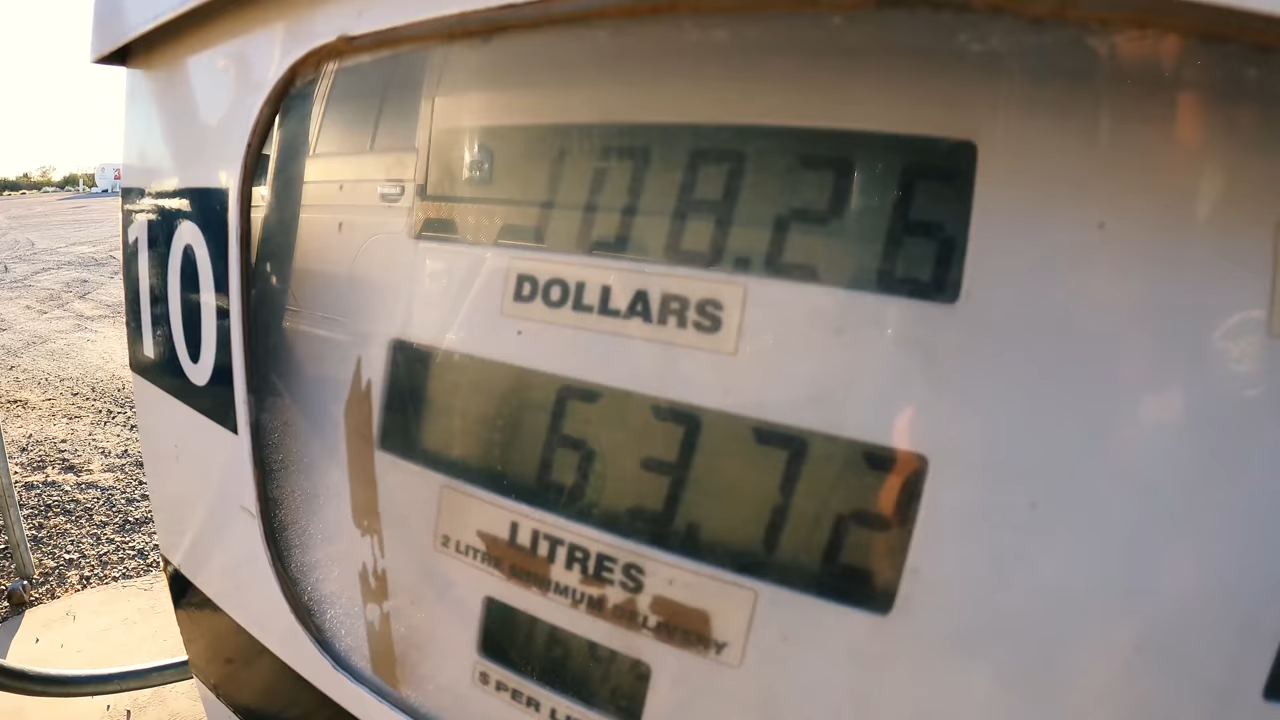 10
108.26
DOLLARS
63.72
LITRES
2 LITRE MINIMUM DELIVERY
$ PER